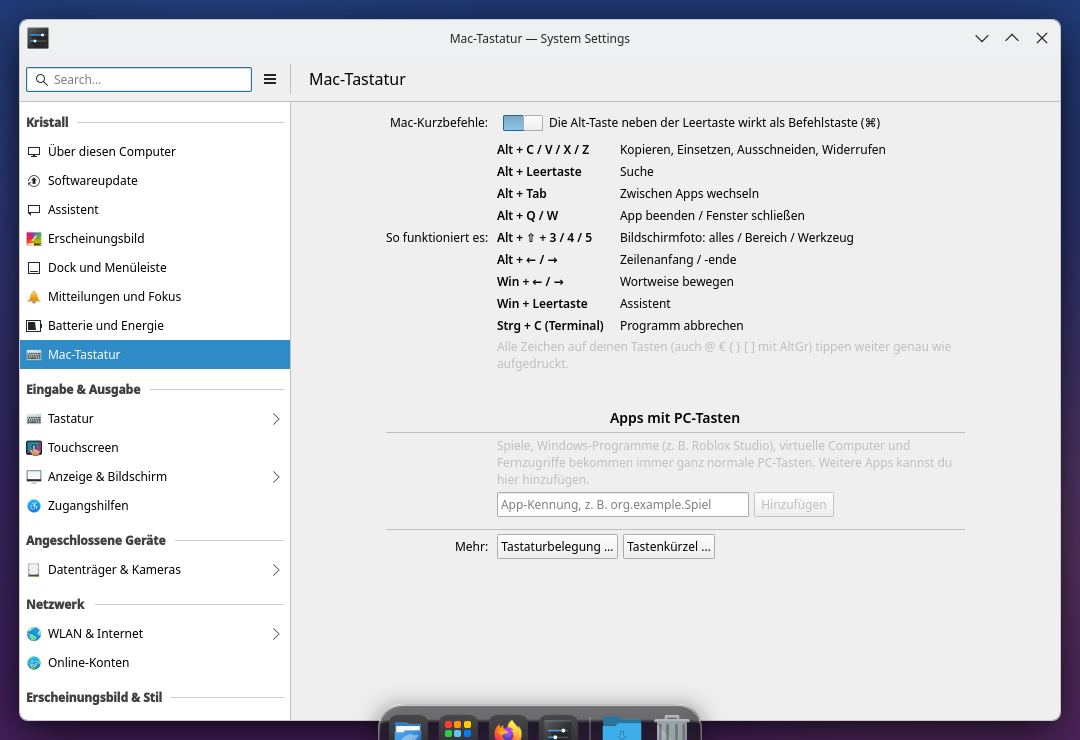 Mac-Tastatur — System Settings
Search...
Mac-Tastatur
Kristall
Über diesen Computer
Softwareupdate
Assistent
Erscheinungsbild
Dock und Menüleiste
Mitteilungen und Fokus
Batterie und Energie
Mac-Tastatur
Eingabe & Ausgabe
Tastatur
Touchscreen
Anzeige & Bildschirm
Zugangshilfen
Angeschlossene Geräte
Datenträger & Kameras
Netzwerk
WLAN & Internet
Online-Konten
Erscheinungsbild & Stil
Mac-Kurzbefehle: Die Alt-Taste neben der Leertaste wirkt als Befehlstaste (⌘)
Alt + C / V / X / Z Kopieren, Einsetzen, Ausschneiden, Widerrufen
Alt + Leertaste Suche
Alt + Tab Zwischen Apps wechseln
Alt + Q / W App beenden / Fenster schließen
So funktioniert es: Alt + ⇧ + 3 / 4 / 5 Bildschirmfoto: alles / Bereich / Werkzeug
Alt + ← / → Zeilenanfang / -ende
Win + ← / → Wortweise bewegen
Win + Leertaste Assistent
Strg + C (Terminal) Programm abbrechen
Alle Zeichen auf deinen Tasten (auch @ € { } [ ] mit AltGr) tippen weiter genau wie
aufgedruckt.
Apps mit PC-Tasten
Spiele, Windows-Programme (z. B. Roblox Studio), virtuelle Computer und
Fernzugriffe bekommen immer ganz normale PC-Tasten. Weitere Apps kannst du
hier hinzufügen.
App-Kennung, z. B. org.example.Spiel Hinzufügen
Mehr: Tastaturbelegung ... Tastenkürzel ...